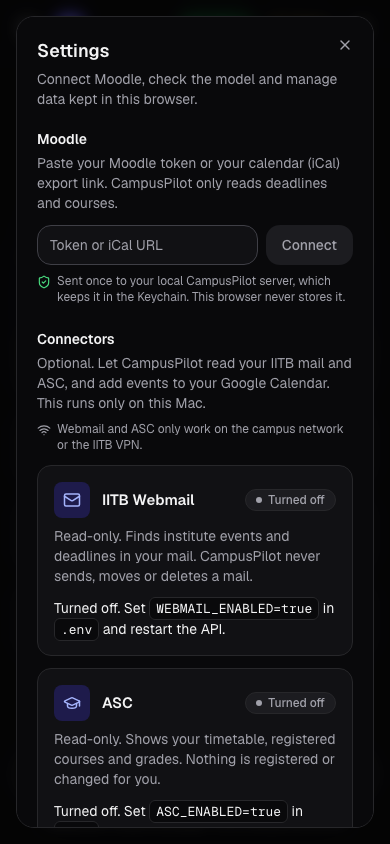 Settings
Connect Moodle, check the model and manage
data kept in this browser.
Moodle
Paste your Moodle token or your calendar (iCal)
export link. CampusPilot only reads deadlines
and courses.
Token or iCal URL
Connect
Sent once to your local CampusPilot server, which
keeps it in the Keychain. This browser never stores it.
Connectors
Optional. Let CampusPilot read your IITB mail and
ASC, and add events to your Google Calendar.
This runs only on this Mac.
Webmail and ASC only work on the campus network
or the IITB VPN.
IITB Webmail
Turned off
Read-only. Finds institute events and
deadlines in your mail. CampusPilot never
sends, moves or deletes a mail.
Turned off. Set WEBMAIL_ENABLED=true in
.env and restart the API.
ASC
Turned off
Read-only. Shows your timetable, registered
courses and grades. Nothing is registered or
changed for you.
Turned off. Set ASC_ENABLED=true in